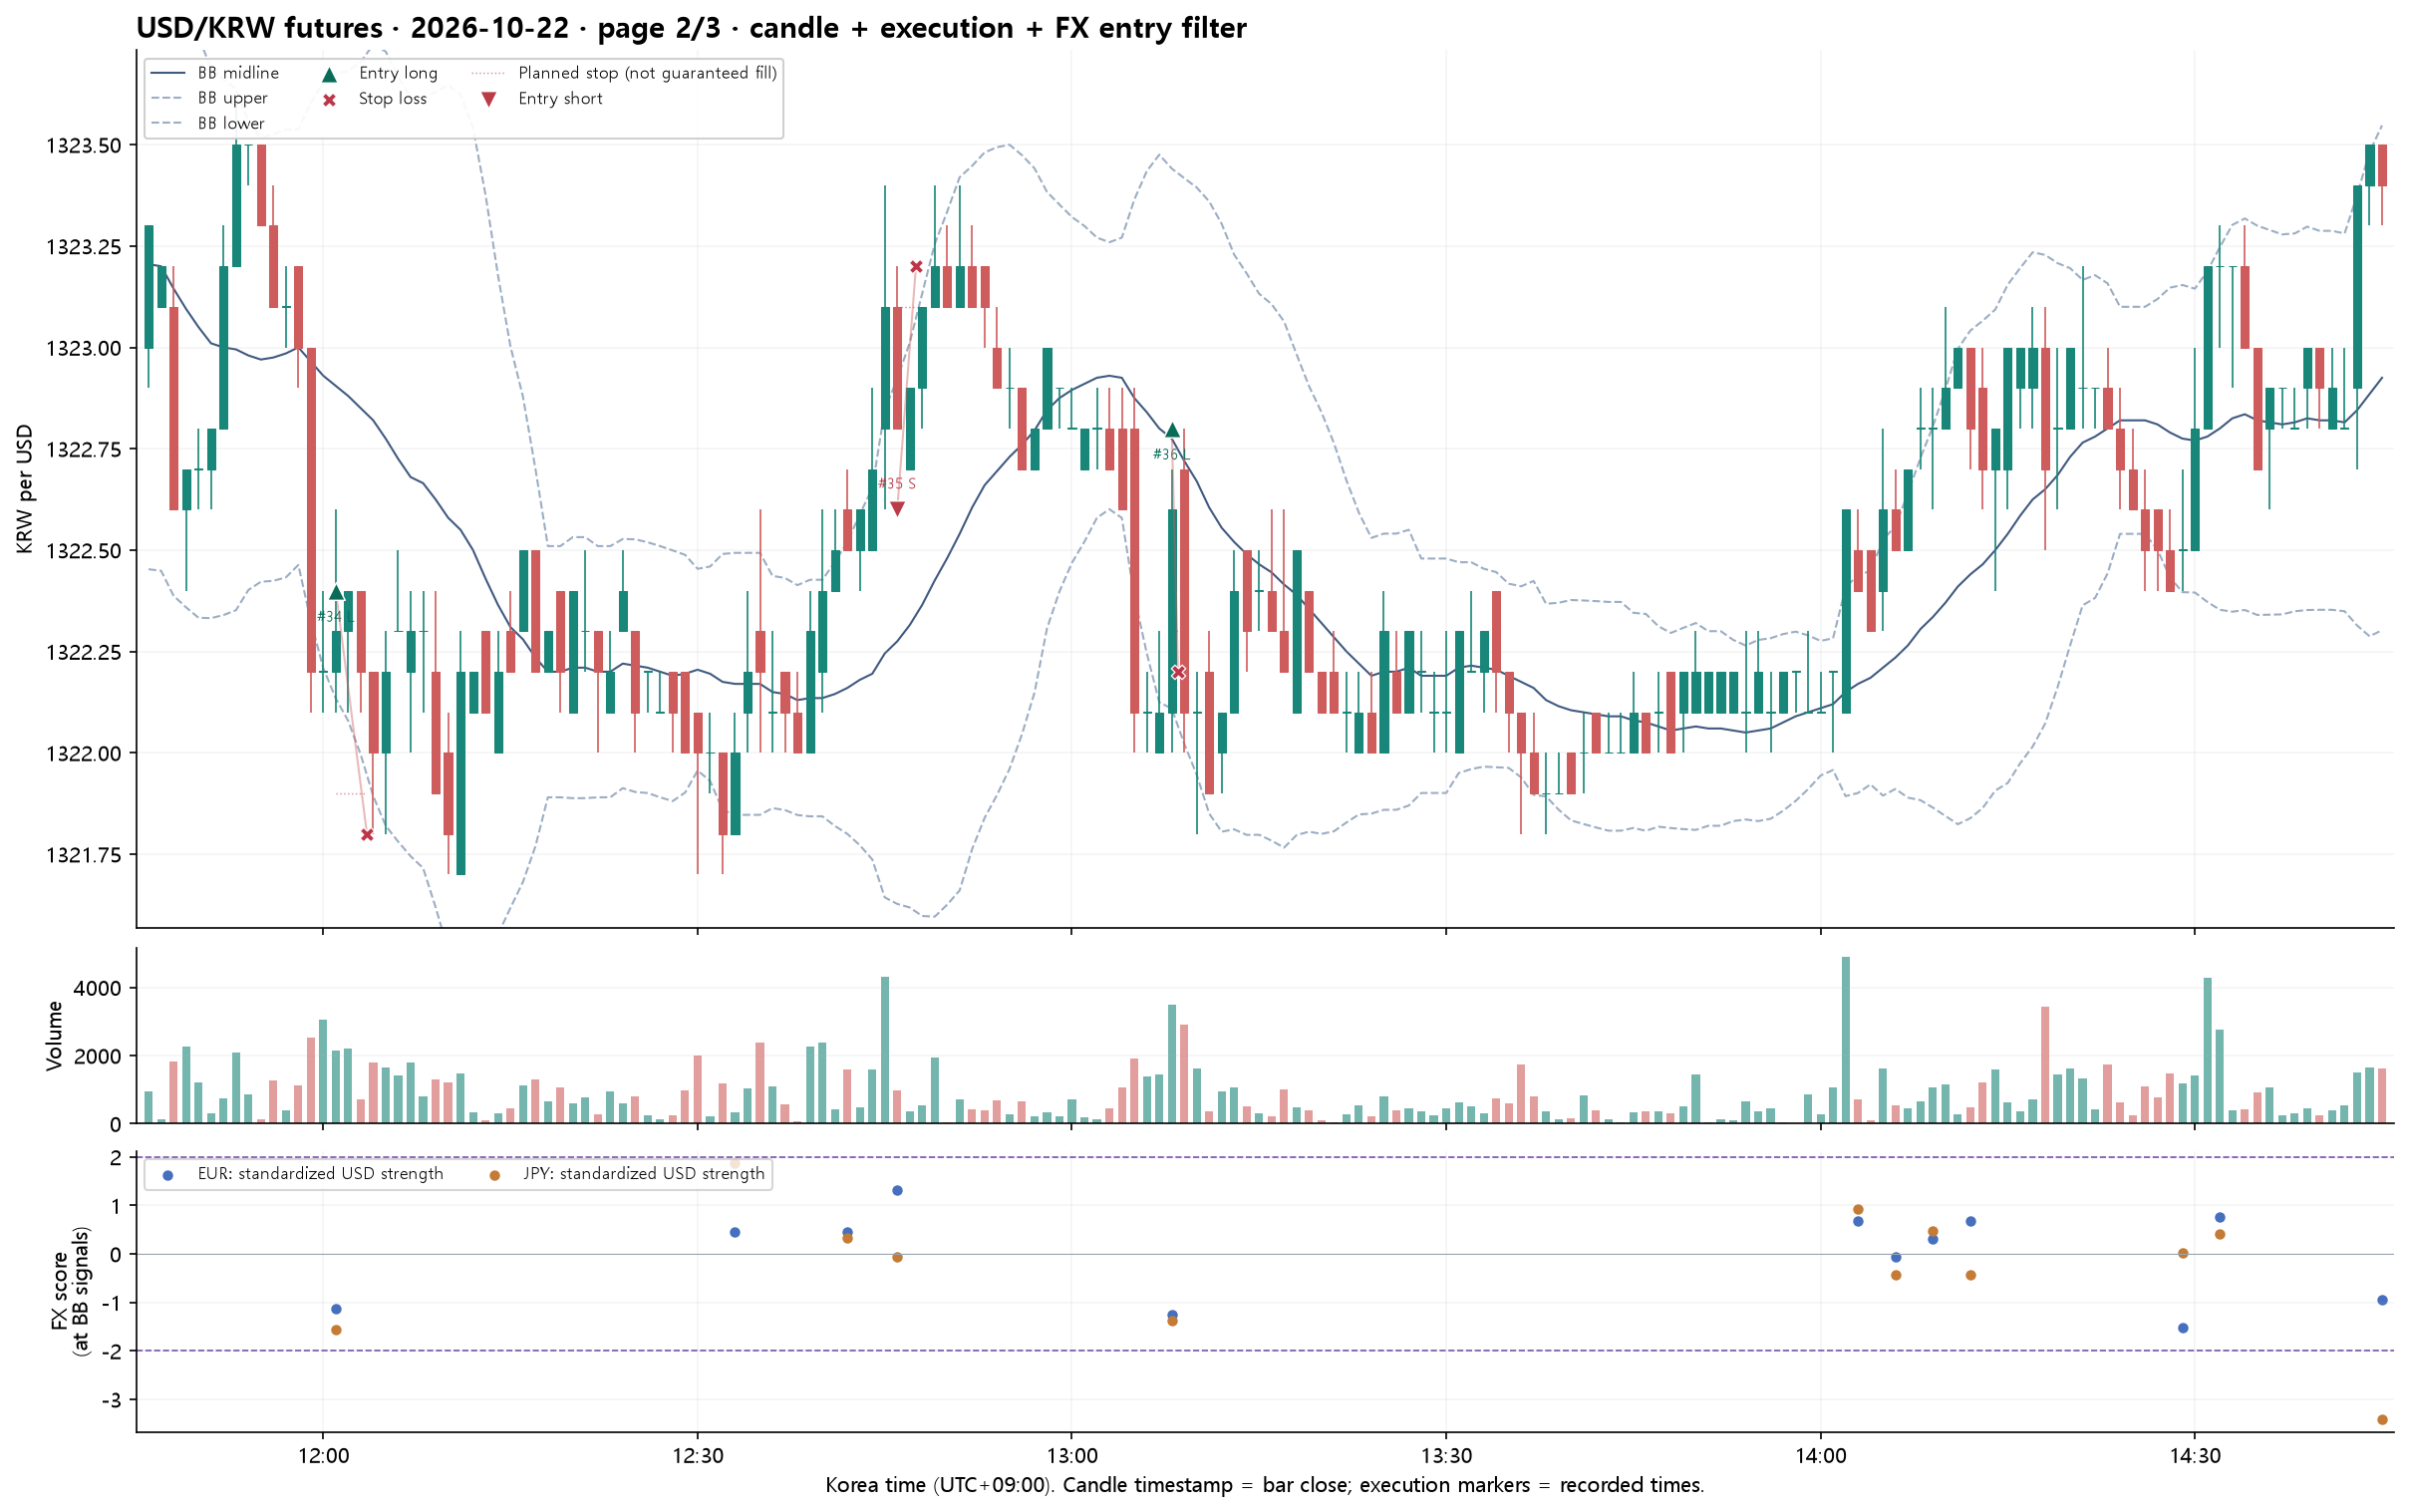 USD/KRW futures · 2026-10-22 · page 2/3 · candle + execution + FX entry filter
BB midline
BB upper
BB lower
Entry long
Stop loss
Planned stop (not guaranteed fill)
Entry short
KRW per USD
1323.50
1323.25
1323.00
1322.75
1322.50
1322.25
1322.00
1321.75
#34
#35 S
#36 L
Volume
4000
2000
0
EUR: standardized USD strength
JPY: standardized USD strength
FX score
(at BB signals)
2
1
0
-1
-2
-3
12:00
12:30
13:00
13:30
14:00
14:30
Korea time (UTC+09:00). Candle timestamp = bar close; execution markers = recorded times.